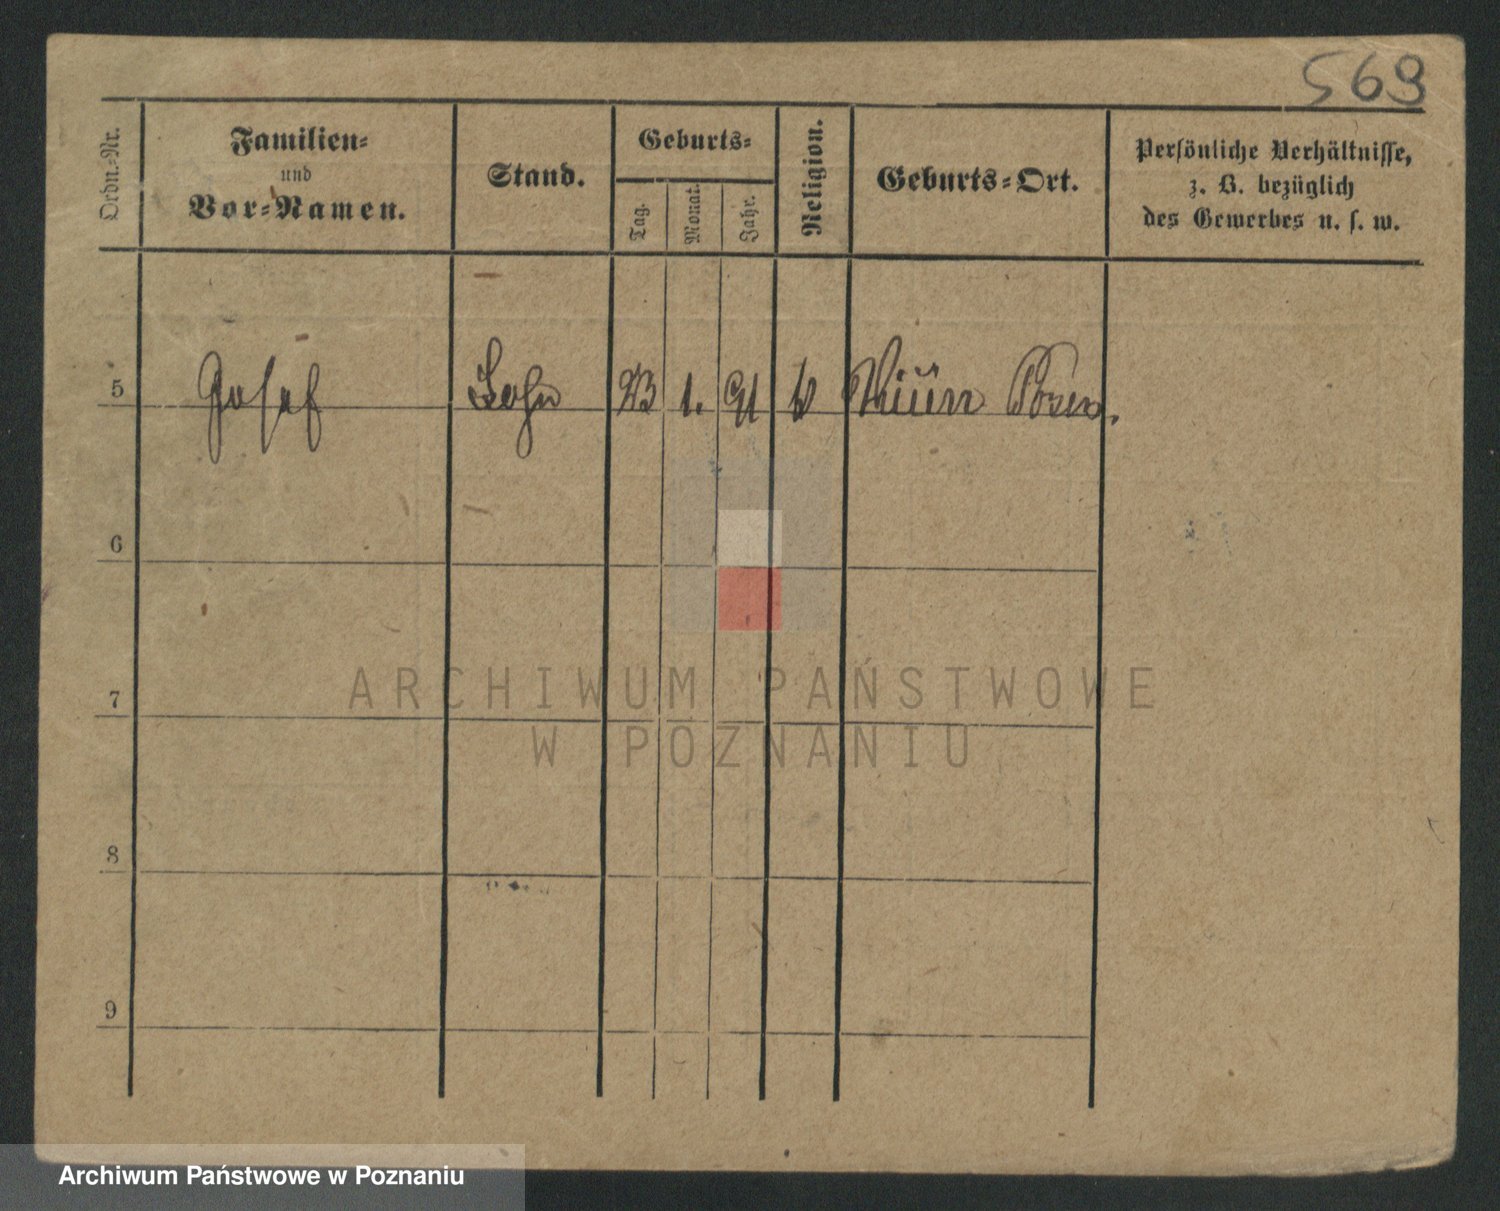 569
Ordn.-Nr.
Familien-
und
Vor-Namen.
Stand.
Geburts-
Tag.
Monat.
Jahr.
Religion.
Geburts-Ort.
Persönliche Verhältnisse,
z. B. bezüglich
des Gewerbes u. s. w.
5 Josef Sohn 23 1. 91 k Posen.
6
7
8
9
ARCHIWUM PAŃSTWOWE
W POZNANIU
Archiwum Państwowe w Poznaniu